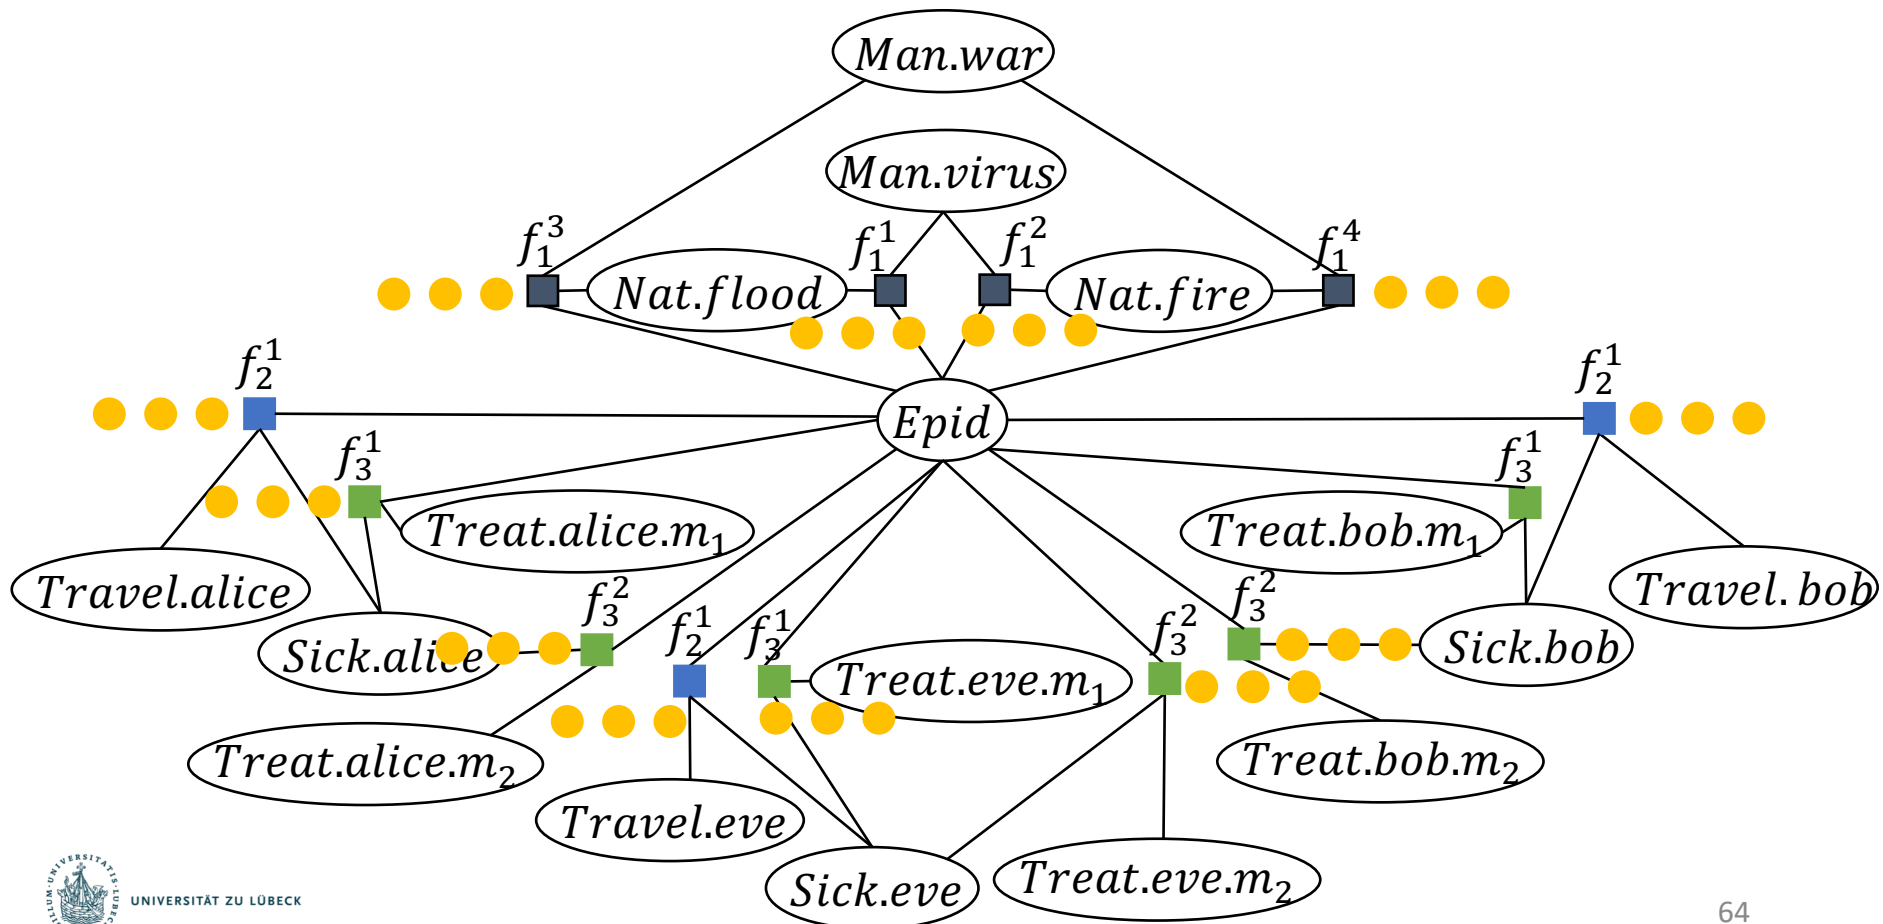 Man.war
Man.virus
f_1^3
f_1^1
f_1^2
f_1^4
Nat.flood
Nat.fire
f_2^1
f_2^1
Epid
f_3^1
f_3^1
Treat.alice.m_1
Treat.bob.m_1
Travel.alice
Travel.bob
f_3^2
f_2^1
f_3^1
f_3^2
f_3^2
Sick.alice
Treat.eve.m_1
Sick.bob
Treat.alice.m_2
Treat.bob.m_2
Travel.eve
Sick.eve
Treat.eve.m_2
UNIVERSITÄT ZU LÜBECK
64